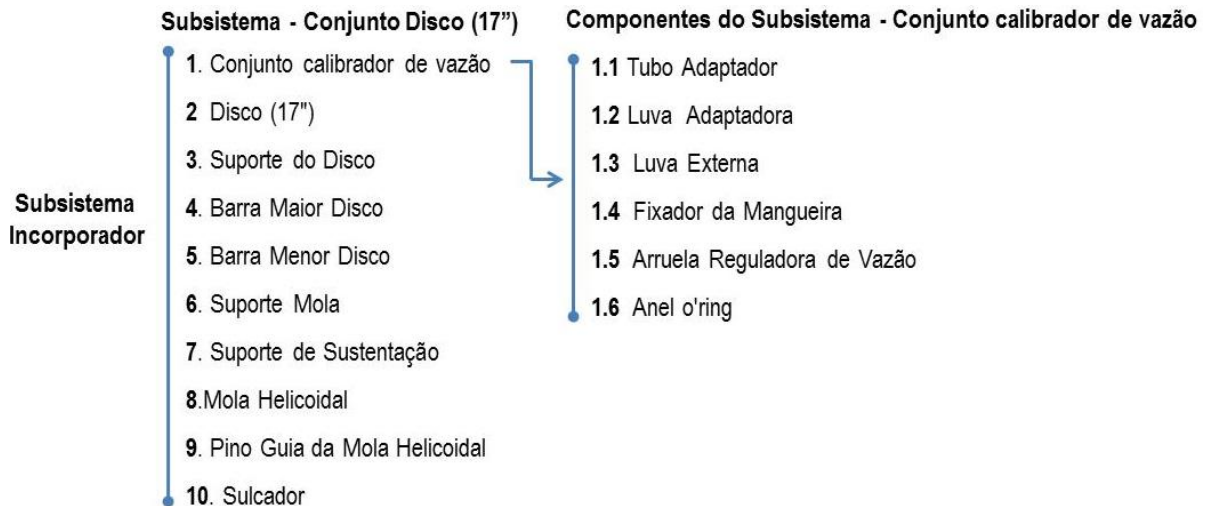 Subsistema - Conjunto Disco (17”)
1. Conjunto calibrador de vazão
2 Disco (17")
3. Suporte do Disco
4. Barra Maior Disco
5. Barra Menor Disco
6. Suporte Mola
7. Suporte de Sustentação
8.Mola Helicoidal
9. Pino Guia da Mola Helicoidal
10. Sulcador
Subsistema
Incorporador
Componentes do Subsistema - Conjunto calibrador de vazão
1.1 Tubo Adaptador
1.2 Luva Adaptadora
1.3 Luva Externa
1.4 Fixador da Mangueira
1.5 Arruela Reguladora de Vazão
1.6 Anel o'ring